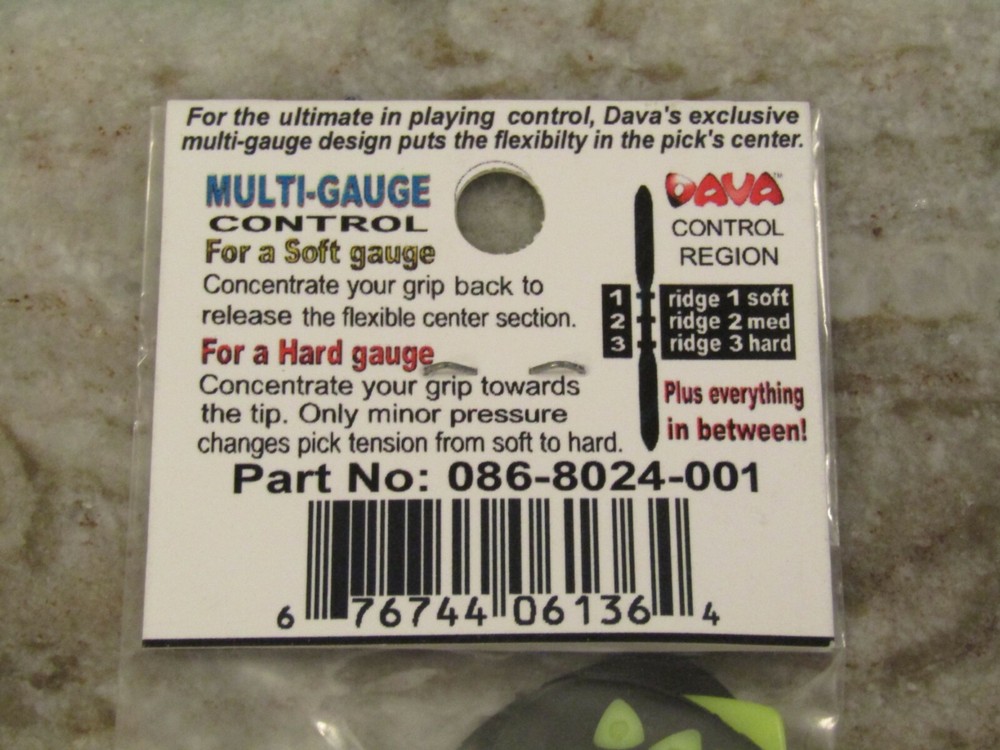 For the ultimate in playing control, Dava's exclusive
multi-gauge design puts the flexibilty in the pick's center.
MULTI-GAUGE
CONTROL
For a Soft gauge
Concentrate your grip back to
release the flexible center section.
For a Hard gauge
Concentrate your grip towards
the tip. Only minor pressure
changes pick tension from soft to hard.
DAVA™
CONTROL
REGION
1 ridge 1 soft
2 ridge 2 med
3 ridge 3 hard
Plus everything
in between!
Part No: 086-8024-001
6 76744 06136 4